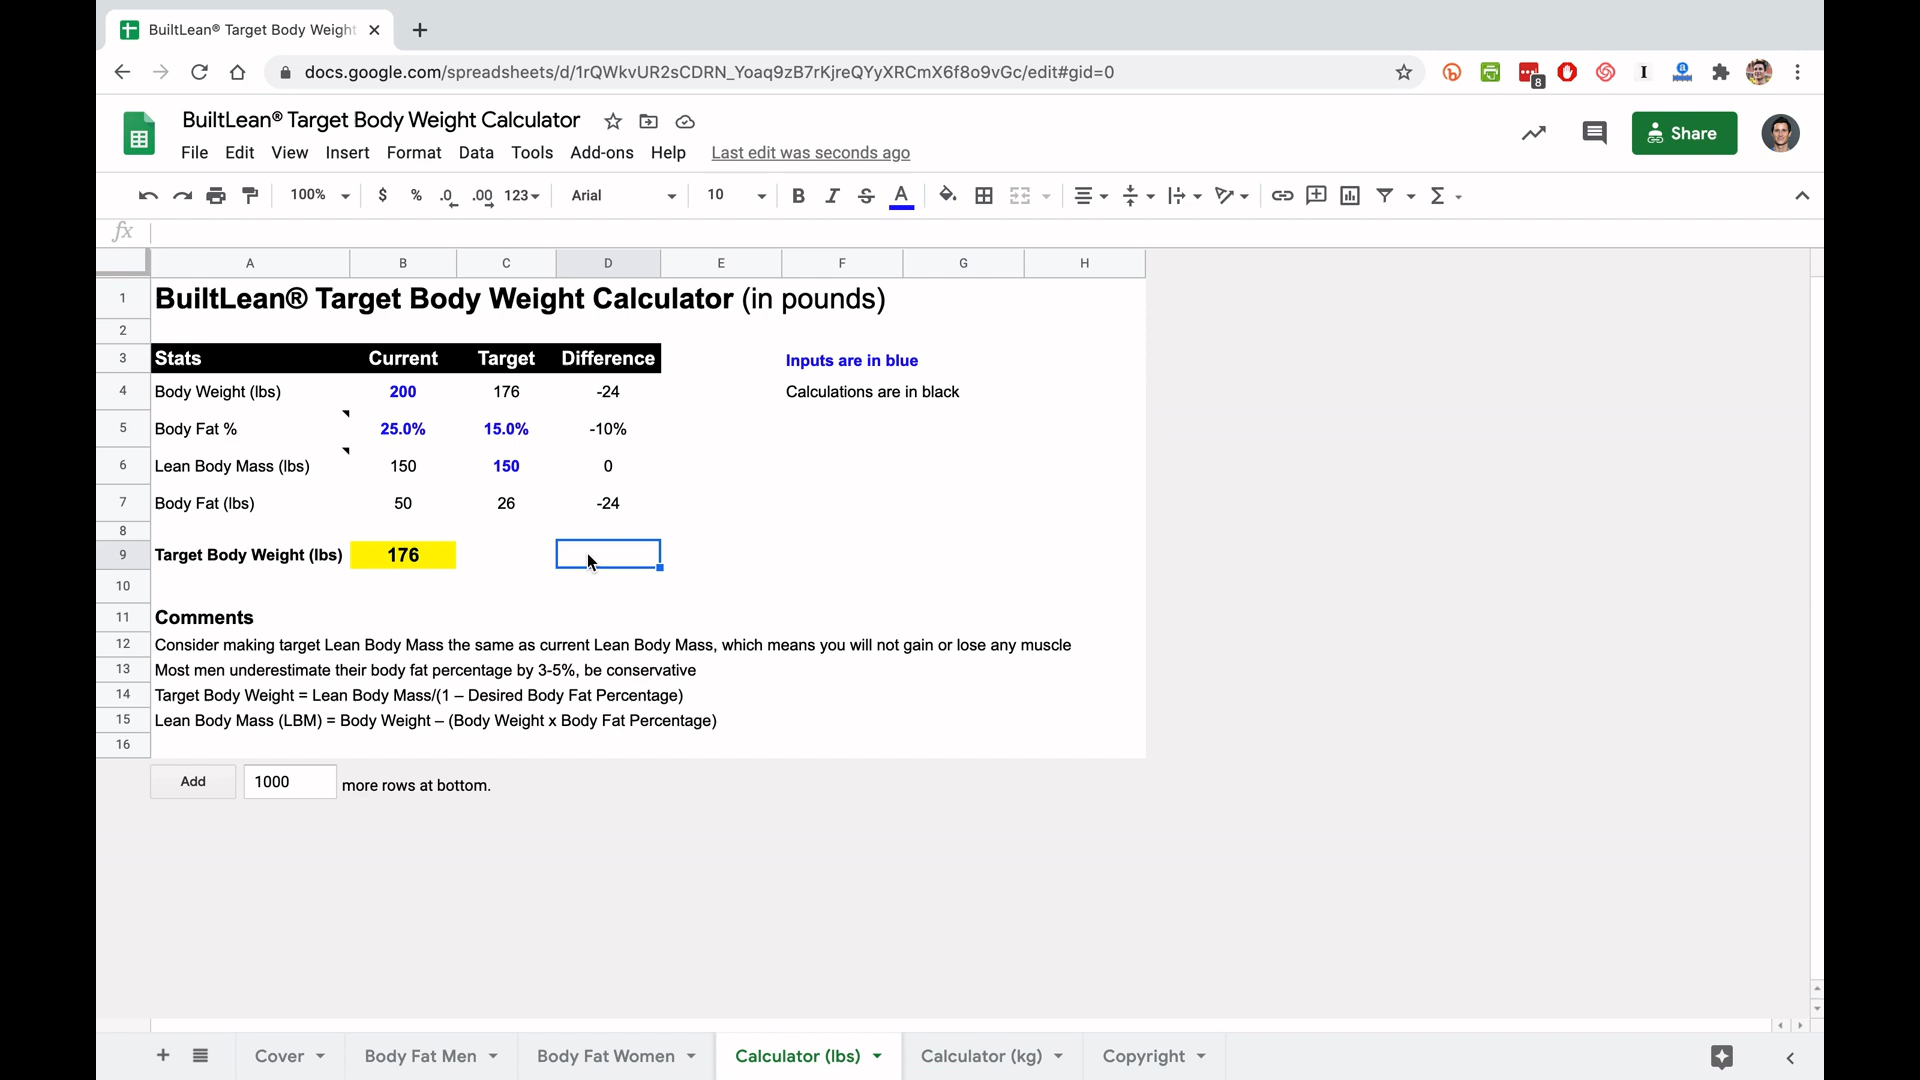 BuiltLean® Target Body Weight
docs.google.com/spreadsheets/d/1rQWkvUR2sCDRN_Yoaq9zB7rKjreQYyXRCmX6f8o9vGc/edit#gid=0
8
BuiltLean® Target Body Weight Calculator
File Edit View Insert Format Data Tools Add-ons Help Last edit was seconds ago
Share
100% $ % .0 .00 123 Arial 10 B I S A
fx
A B C D E F G H
1 BuiltLean® Target Body Weight Calculator (in pounds)
2
3 Stats Current Target Difference Inputs are in blue
4 Body Weight (lbs) 200 176 -24 Calculations are in black
5 Body Fat % 25.0% 15.0% -10%
6 Lean Body Mass (lbs) 150 150 0
7 Body Fat (lbs) 50 26 -24
8
9 Target Body Weight (lbs) 176
10
11 Comments
12 Consider making target Lean Body Mass the same as current Lean Body Mass, which means you will not gain or lose any muscle
13 Most men underestimate their body fat percentage by 3-5%, be conservative
14 Target Body Weight = Lean Body Mass/(1 – Desired Body Fat Percentage)
15 Lean Body Mass (LBM) = Body Weight – (Body Weight x Body Fat Percentage)
16
Add 1000 more rows at bottom.
Cover Body Fat Men Body Fat Women Calculator (lbs) Calculator (kg) Copyright